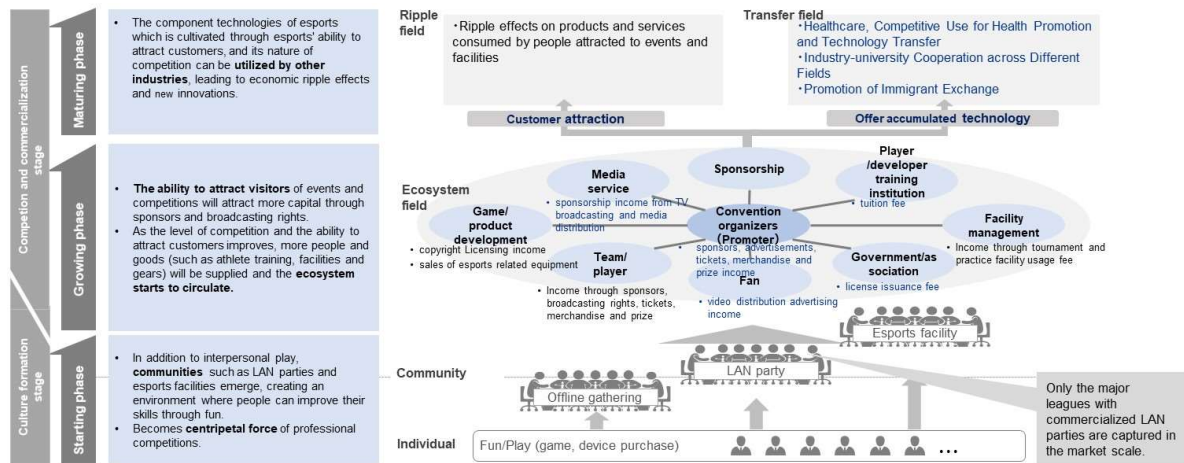 Competion and commercialization
stage
Culture formation
stage
Maturing phase
Growing phase
Starting phase
• The component technologies of esports
which is cultivated through esports' ability to
attract customers, and its nature of
competition can be utilized by other
industries, leading to economic ripple effects
and new innovations.
• The ability to attract visitors of events and
competitions will attract more capital through
sponsors and broadcasting rights.
• As the level of competition and the ability to
attract customers improves, more people and
goods (such as athlete training, facilities and
gears) will be supplied and the ecosystem
starts to circulate.
• In addition to interpersonal play,
communities such as LAN parties and
esports facilities emerge, creating an
environment where people can improve their
skills through fun.
• Becomes centripetal force of professional
competitions.
Ripple
field
・Ripple effects on products and services
consumed by people attracted to events and
facilities
Transfer field
・Healthcare, Competitive Use for Health Promotion
and Technology Transfer
・Industry-university Cooperation across Different
Fields
・Promotion of Immigrant Exchange
Customer attraction
Offer accumulated technology
Ecosystem
field
Sponsorship
Media
service
• sponsorship income from TV
broadcasting and media
distribution
Player
/developer
training
institution
• tuition fee
Game/
product
development
• copyright Licensing income
• sales of esports related equipment
Convention
organizers
(Promoter)
• sponsors, advertisements,
tickets, merchandise and
prize income
Facility
management
• Income through tournament and
practice facility usage fee
Team/
player
• Income through sponsors,
broadcasting rights, tickets,
merchandise and prize
Fan
• video distribution advertising
income
Government/as
sociation
• license issuance fee
Esports facility
LAN party
Offline gathering
Community
Individual
Fun/Play (game, device purchase)
...
Only the major
leagues with
commercialized LAN
parties are captured in
the market scale.